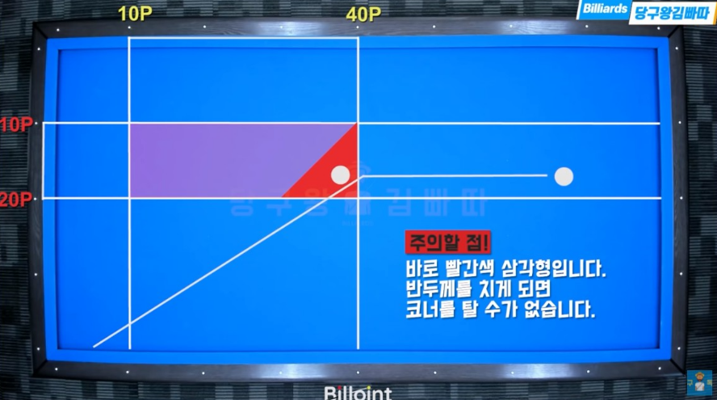 10P
40P
Billiards 당구왕김빠따
10P
20P
당구왕 김빠따
주의할 점!
바로 빨간색 삼각형입니다.
반두께를 치게 되면
코너를 탈 수가 없습니다.
Billoint